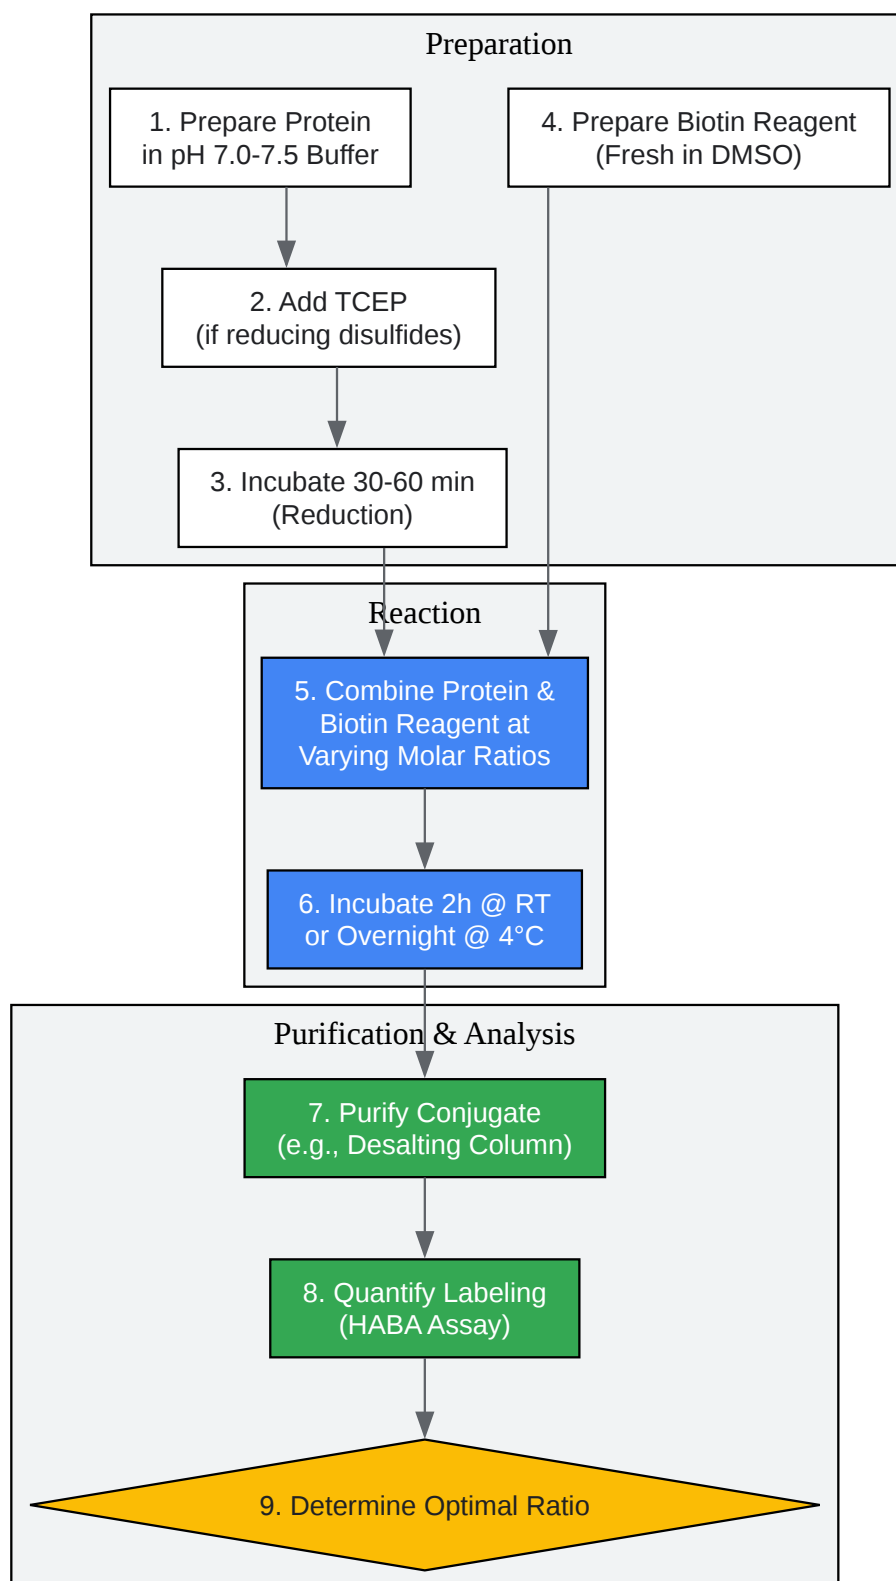 Preparation
1. Prepare Protein
in pH 7.0-7.5 Buffer
4. Prepare Biotin Reagent
(Fresh in DMSO)
2. Add TCEP
(if reducing disulfides)
3. Incubate 30-60 min
(Reduction)
Reaction
5. Combine Protein &
Biotin Reagent at
Varying Molar Ratios
6. Incubate 2h @ RT
or Overnight @ 4°C
Purification & Analysis
7. Purify Conjugate
(e.g., Desalting Column)
8. Quantify Labeling
(HABA Assay)
9. Determine Optimal Ratio